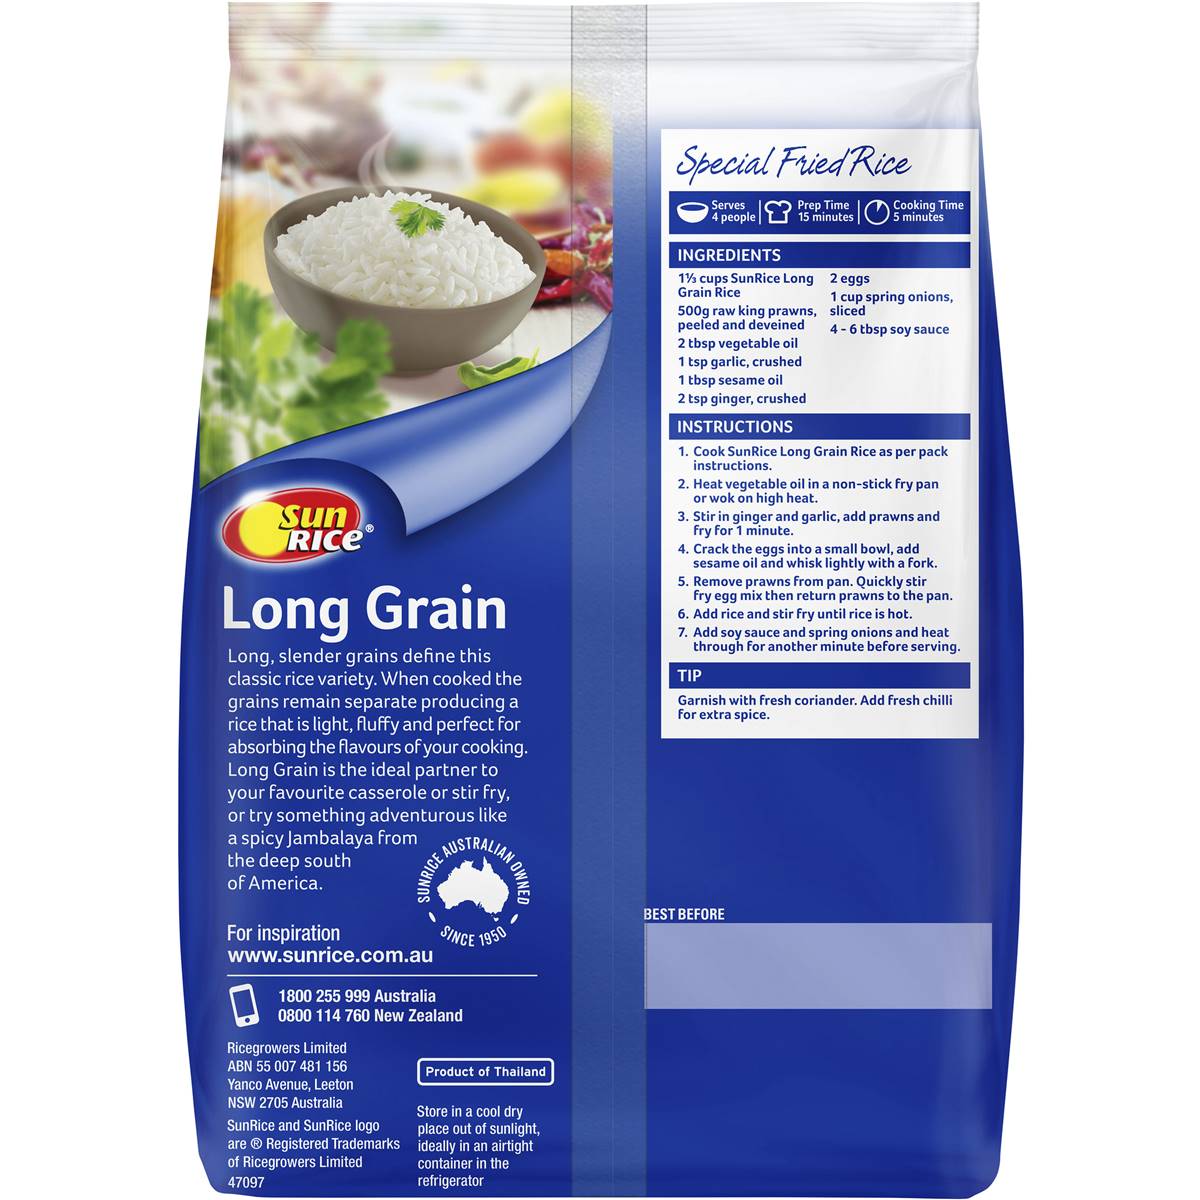 Sun
RICe®
Long Grain
Long, slender grains define this
classic rice variety. When cooked the
grains remain separate producing a
rice that is light, fluffy and perfect for
absorbing the flavours of your cooking.
Long Grain is the ideal partner to
your favourite casserole or stir fry,
or try something adventurous like
a spicy Jambalaya from
the deep south
of America.
SUNRICE AUSTRALIAN OWNED
SINCE 1950
For inspiration
www.sunrice.com.au
1800 255 999 Australia
0800 114 760 New Zealand
Ricegrowers Limited
ABN 55 007 481 156
Yanco Avenue, Leeton
NSW 2705 Australia
SunRice and SunRice logo
are ® Registered Trademarks
of Ricegrowers Limited
47097
Product of Thailand
Store in a cool dry
place out of sunlight,
ideally in an airtight
container in the
refrigerator
Special Fried Rice
Serves
4 people
Prep Time
15 minutes
Cooking Time
5 minutes
INGREDIENTS
1⅓ cups SunRice Long
Grain Rice
500g raw king prawns,
peeled and deveined
2 tbsp vegetable oil
1 tsp garlic, crushed
1 tbsp sesame oil
2 tsp ginger, crushed
2 eggs
1 cup spring onions,
sliced
4 - 6 tbsp soy sauce
INSTRUCTIONS
1. Cook SunRice Long Grain Rice as per pack
instructions.
2. Heat vegetable oil in a non-stick fry pan
or wok on high heat.
3. Stir in ginger and garlic, add prawns and
fry for 1 minute.
4. Crack the eggs into a small bowl, add
sesame oil and whisk lightly with a fork.
5. Remove prawns from pan. Quickly stir
fry egg mix then return prawns to the pan.
6. Add rice and stir fry until rice is hot.
7. Add soy sauce and spring onions and heat
through for another minute before serving.
TIP
Garnish with fresh coriander. Add fresh chilli
for extra spice.
BEST BEFORE